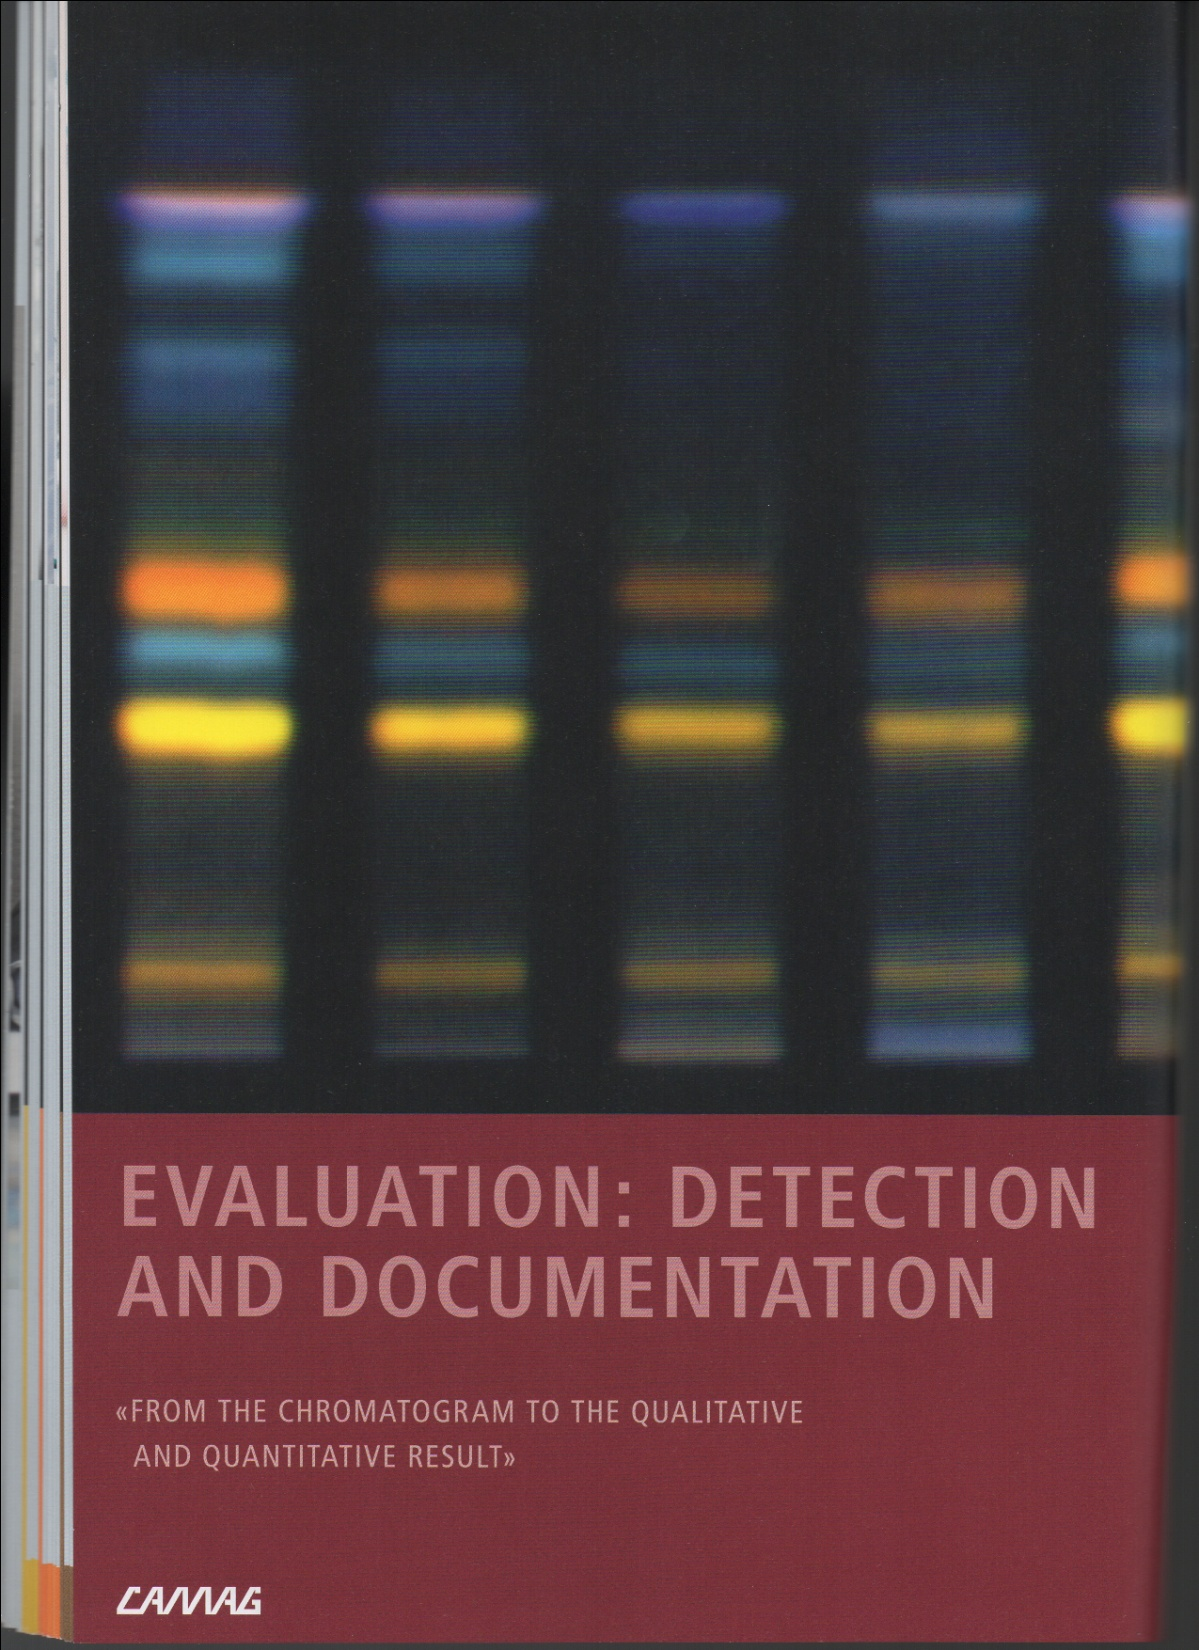 EVALUATION: DETECTION
AND DOCUMENTATION
«FROM THE CHROMATOGRAM TO THE QUALITATIVE
AND QUANTITATIVE RESULT»
CAMAG